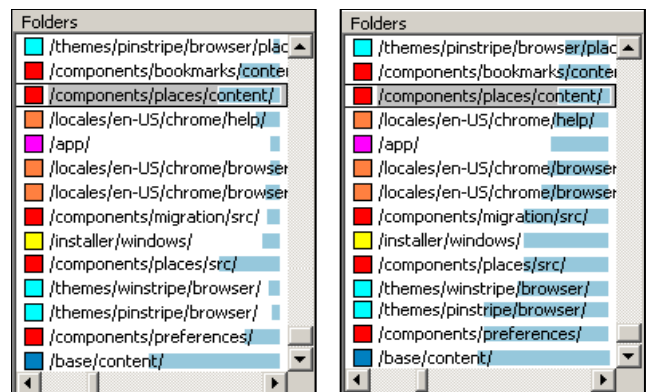 Folders
/themes/pinstripe/browser/plac
/components/bookmarks/conter
/components/places/content/
/locales/en-US/chrome/help/
/app/
/locales/en-US/chrome/browser
/locales/en-US/chrome/browser
/components/migration/src/
/installer/windows/
/components/places/src/
/themes/winstripe/browser/
/themes/pinstripe/browser/
/components/preferences/
/base/content/
Folders
/themes/pinstripe/browser/plac
/components/bookmarks/conter
/components/places/content/
/locales/en-US/chrome/help/
/app/
/locales/en-US/chrome/browser
/locales/en-US/chrome/browser
/components/migration/src/
/installer/windows/
/components/places/src/
/themes/winstripe/browser/
/themes/pinstripe/browser/
/components/preferences/
/base/content/